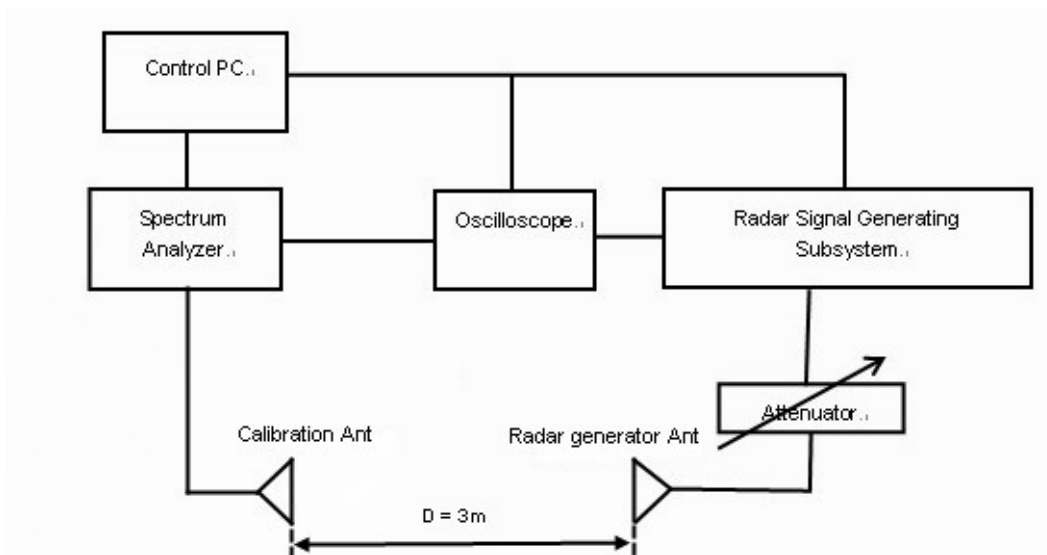 Control PC.
Spectrum
Analyzer.
Oscilloscope.
Radar Signal Generating
Subsystem.
Attenuator.
Calibration Ant
Radar generator Ant
D = 3m